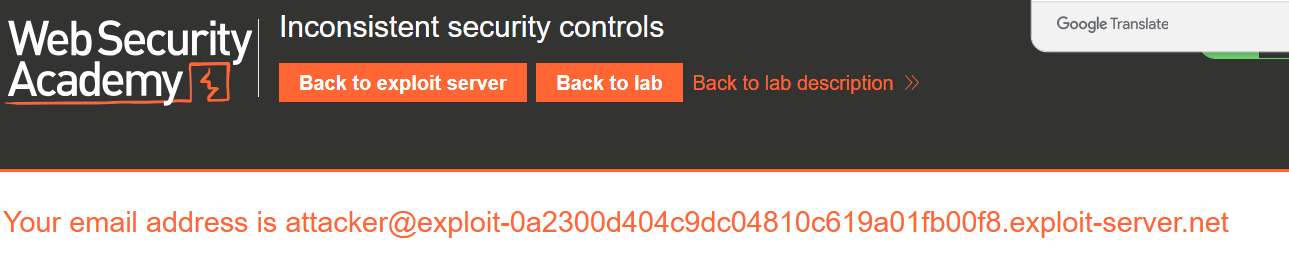 Web Security
Academy
Inconsistent security controls
Back to exploit server
Back to lab
Back to lab description
Google Translate
Your email address is attacker@exploit-0a2300d404c9dc04810c619a01fb00f8.exploit-server.net